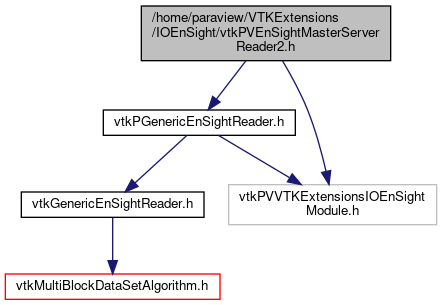 /home/paraview/VTKExtensions
/IOEnSight/vtkPVEnSightMasterServer
Reader2.h
vtkPGenericEnSightReader.h
vtkGenericEnSightReader.h
vtkPVVTKExtensionsIOEnSight
Module.h
vtkMultiBlockDataSetAlgorithm.h